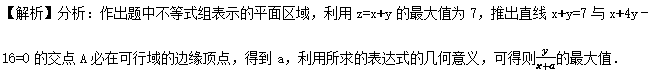 【解析】分析：作出题中不等式组表示的平面区域，利用 z=x+y 的最大值为 7，推出直线 x+y=7 与 x+4y﹣
16=0 的交点 A 必在可行域的边缘顶点，得到 a，利用所求的表达式的几何意义，可得则y/(x+a)的最大值．